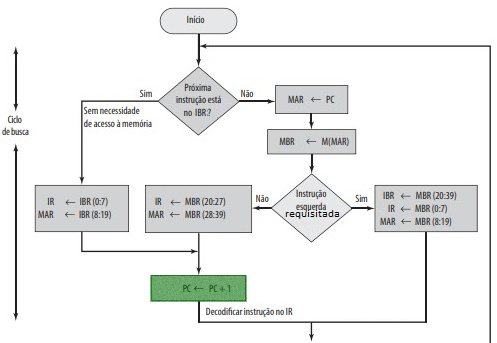 Início
Ciclo
de busca
Próxima
instrução está
no IBR?
Sim
Não
Sem necessidade
de acesso à memória
MAR ← PC
MBR ← M(MAR)
Instrução
esquerda
requisitada
Não
Sim
IR ← IBR (0:7)
MAR ← IBR (8:19)
IR ← MBR (20:27)
MAR ← MBR (28:39)
IBR ← MBR (20:39)
IR ← MBR (0:7)
MAR ← MBR (8:19)
PC ← PC + 1
Decodificar instrução no IR